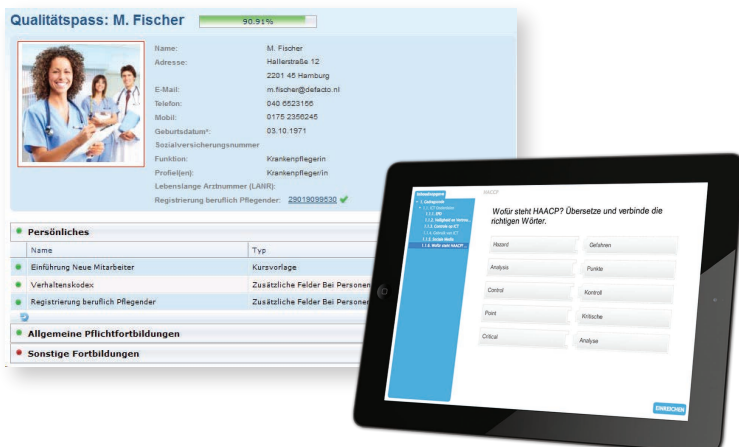 Qualitätspass: M. Fischer 90.91%
Name: M. Fischer
Adresse: Hallerstraße 12
2201 45 Hamburg
E-Mail: m.fischer@defacto.nl
Telefon: 040 6523156
Mobil: 0175 2356245
Geburtsdatum*: 03.10.1971
Sozialversicherungsnummer
Funktion: Krankenpflegerin
Profiel(en): Krankenpfleger/in
Lebenslange Arztnummer (LANR):
Registrierung beruflich Pflegender: 29019099530
Persönliches
Name Typ
Einführung Neue Mitarbeiter Kursvorlage
Verhaltenskodex Zusätzliche Felder Bei Personen
Registrierung beruflich Pflegender Zusätzliche Felder Bei Personen
Allgemeine Pflichtfortbildungen
Sonstige Fortbildungen
HAACP
Wofür steht HAACP? Übersetze und verbinde die
richtigen Wörter.
Hazard Gefahren
Analysis Punkte
Control Kontroll
Point Kritische
Critical Analyse
EINREICHEN